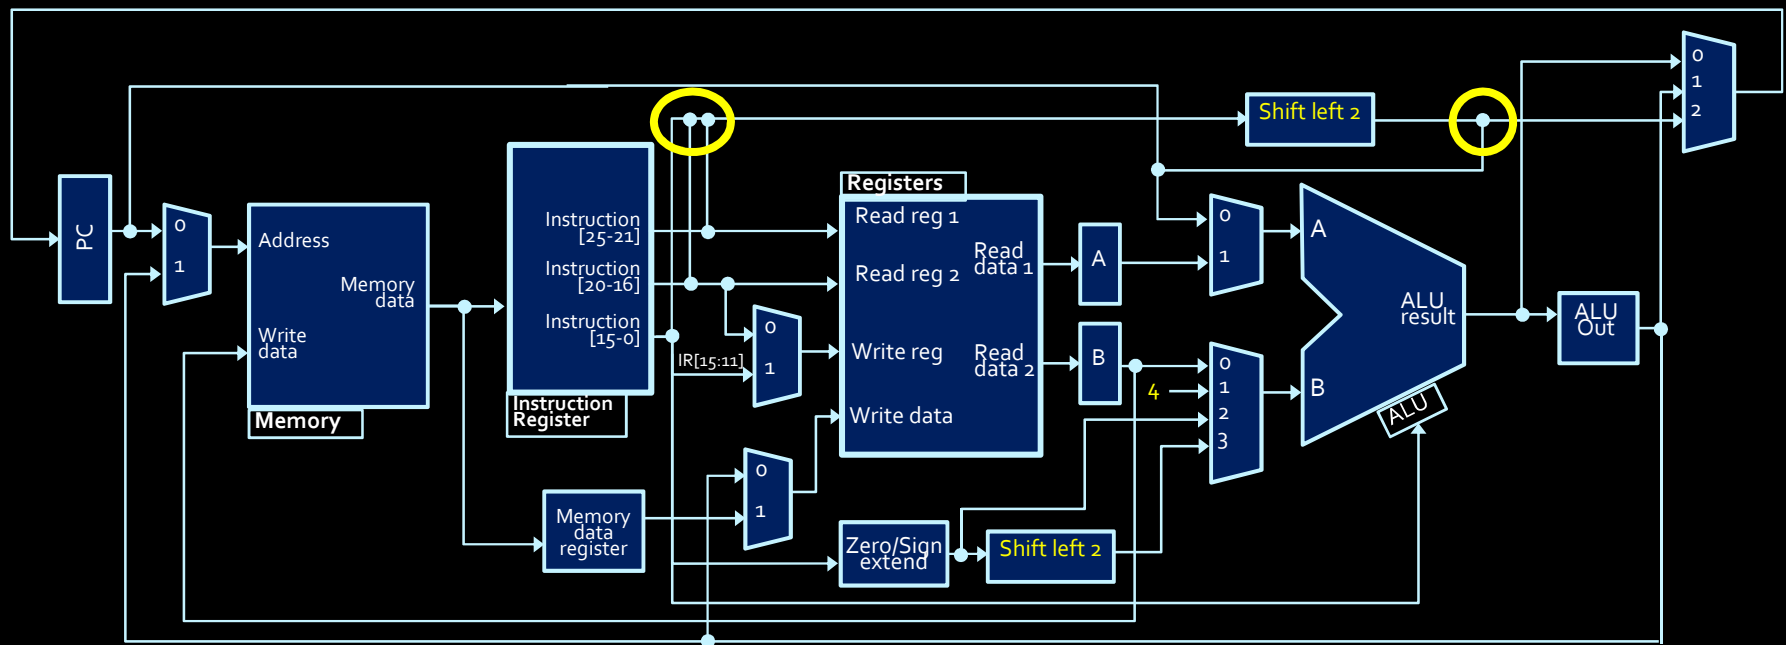 0
1
2
Shift left 2
PC
0
1
Address
Memory
data
Write
data
Memory
Instruction
[25-21]
Instruction
[20-16]
Instruction
[15-0]
Instruction
Register
IR[15:11]
0
1
Registers
Read reg 1
Read reg 2
Write reg
Write data
Read
data 1
Read
data 2
A
B
0
1
4
0
1
2
3
A
B
ALU
result
ALU
ALU
Out
Memory
data
register
0
1
Zero/Sign
extend
Shift left 2